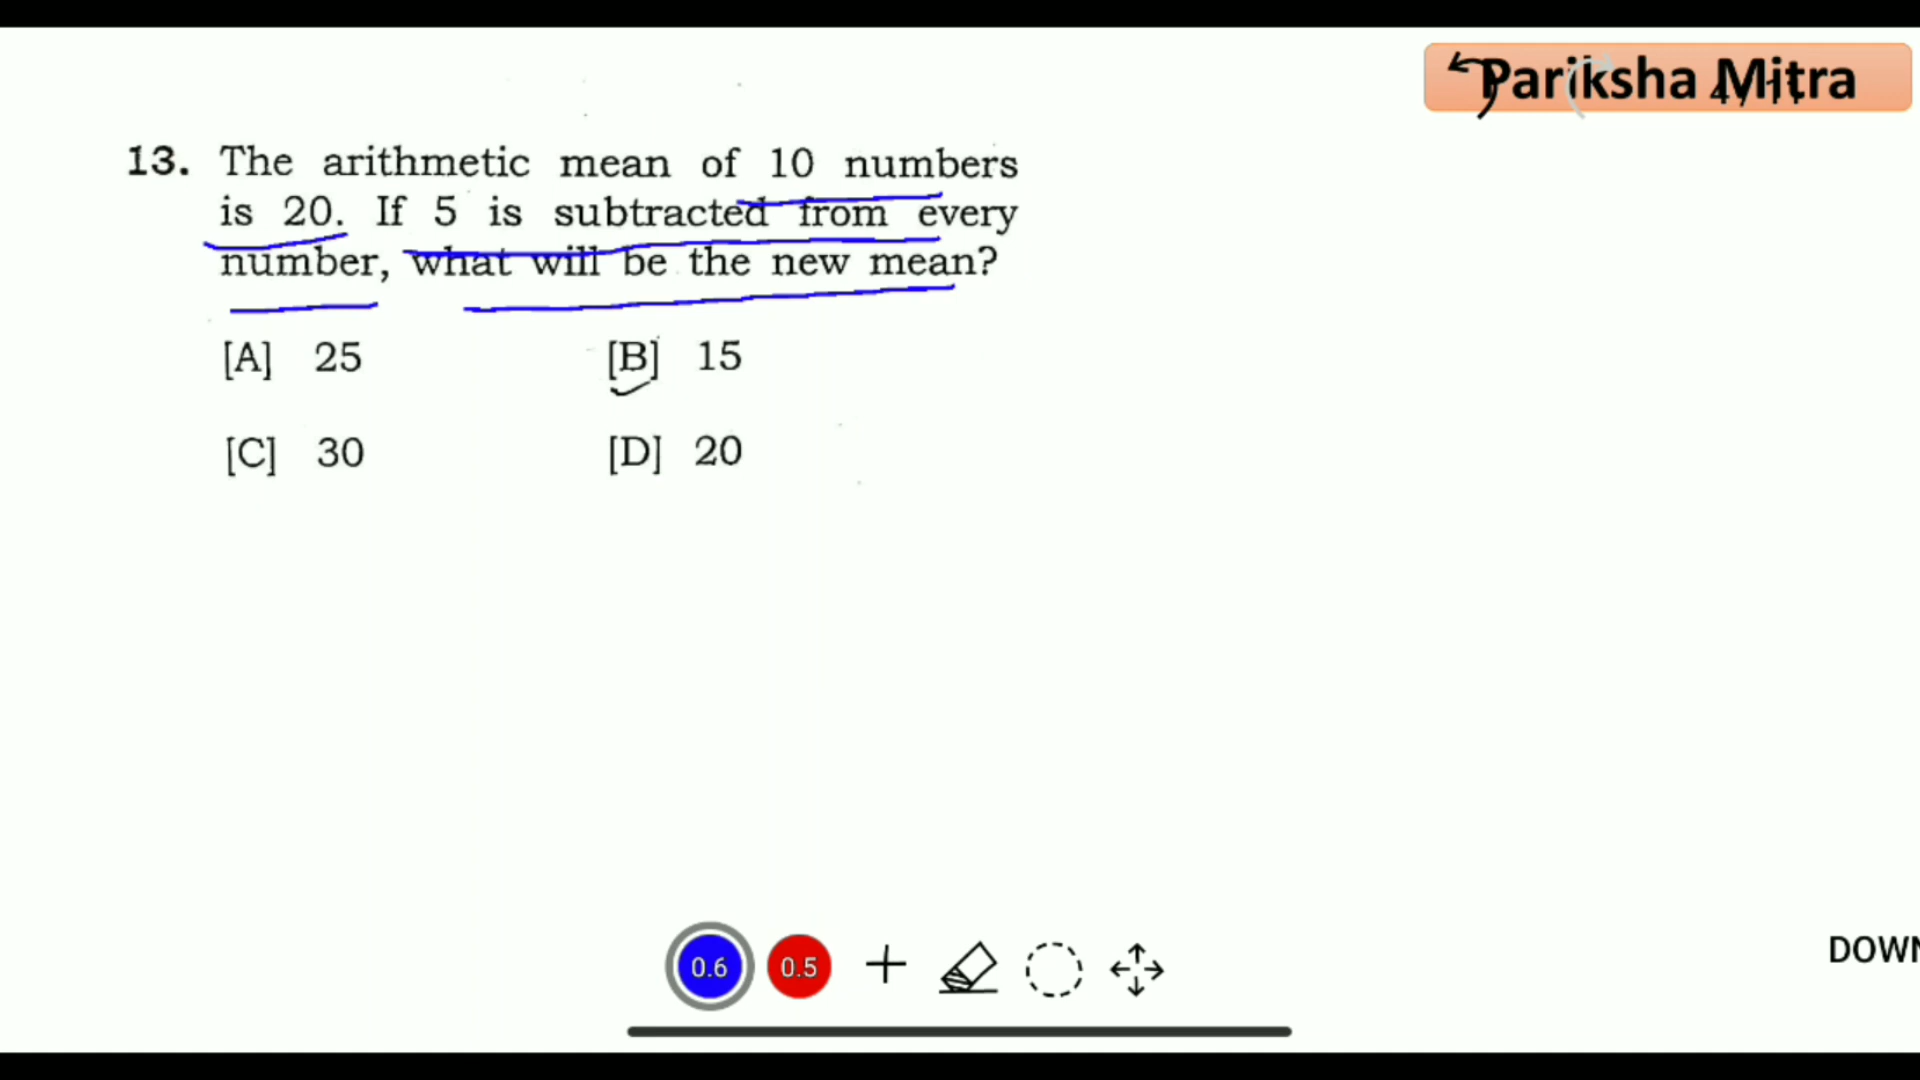 Pariksha Mitra
13. The arithmetic mean of 10 numbers
is 20. If 5 is subtracted from every
number, what will be the new mean?
[A] 25 [B] 15
[C] 30 [D] 20
0.6 0.5
DOWN